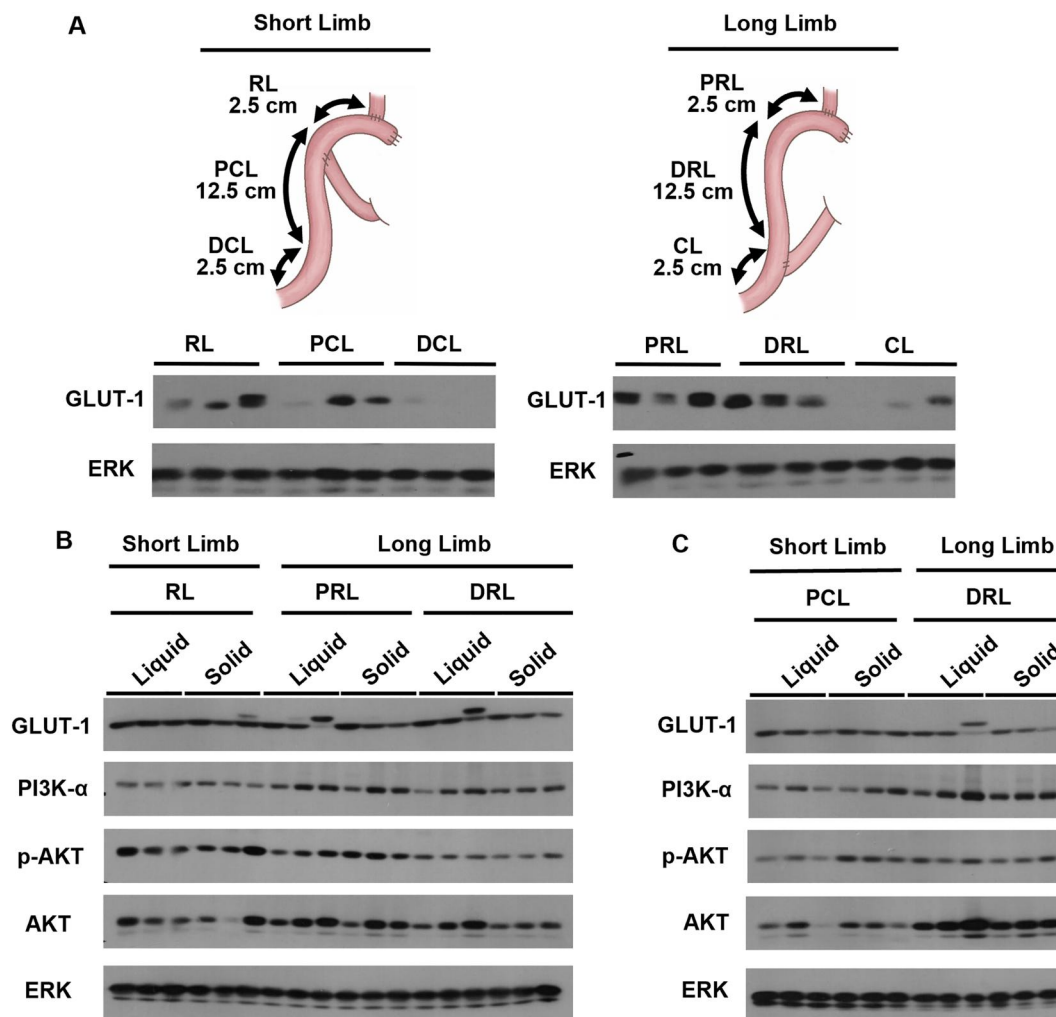 A
Short Limb
Long Limb
RL
2.5 cm
PCL
12.5 cm
DCL
2.5 cm
PRL
2.5 cm
DRL
12.5 cm
CL
2.5 cm
RL PCL DCL
GLUT-1
ERK
PRL DRL CL
GLUT-1
ERK
B
Short Limb Long Limb
RL PRL DRL
Liquid Solid Liquid Solid Liquid Solid
GLUT-1
PI3K-α
p-AKT
AKT
ERK
C
Short Limb Long Limb
PCL DRL
Liquid Solid Liquid Solid
GLUT-1
PI3K-α
p-AKT
AKT
ERK